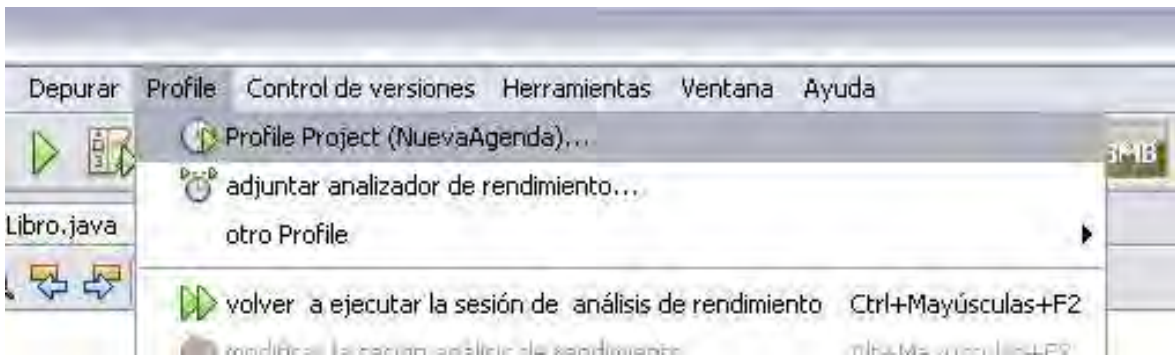 Depurar Profile Control de versiones Herramientas Ventana Ayuda
Profile Project (NuevaAgenda)...
adjuntar analizador de rendimiento...
Libro.java
otro Profile
volver a ejecutar la sesión de análisis de rendimiento Ctrl+Mayúsculas+F2